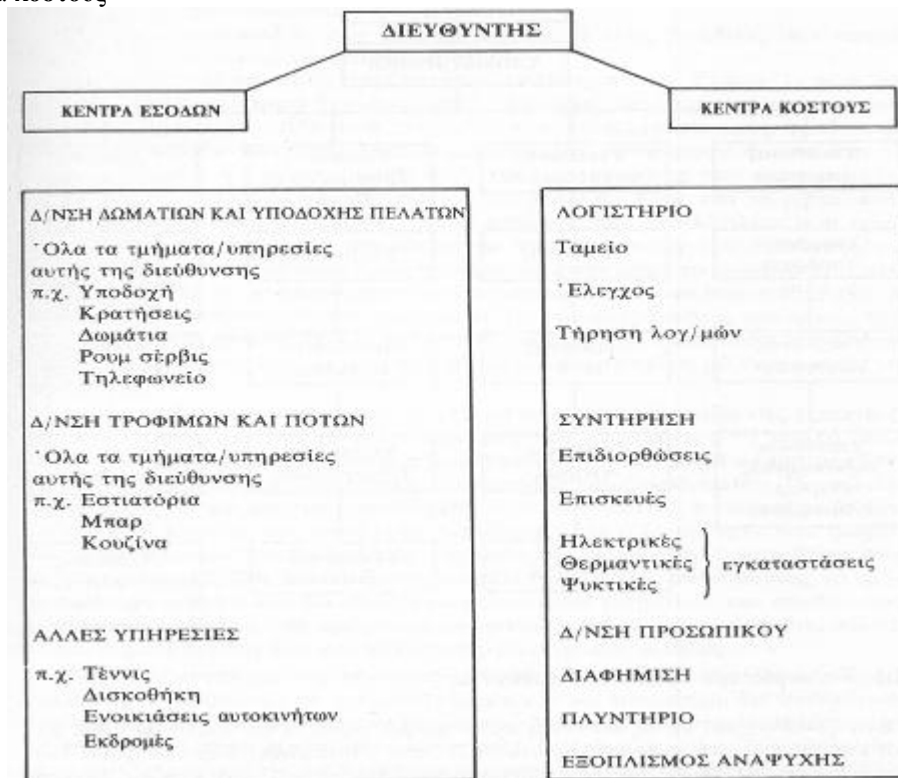 ΔΙΕΥΘΥΝΤΗΣ
ΚΕΝΤΡΑ ΕΣΟΔΩΝ
ΚΕΝΤΡΑ ΚΟΣΤΟΥΣ
Δ/ΝΣΗ ΔΩΜΑΤΙΩΝ ΚΑΙ ΥΠΟΔΟΧΗΣ ΠΕΛΑΤΩΝ
Όλα τα τμήματα/υπηρεσίες
αυτής της διεύθυνσης
π.χ. Υποδοχή
Κρατήσεις
Δωμάτια
Ρουμ σέρβις
Τηλεφωνείο
Δ/ΝΣΗ ΤΡΟΦΙΜΩΝ ΚΑΙ ΠΟΤΩΝ
Όλα τα τμήματα/υπηρεσίες
αυτής της διεύθυνσης
π.χ. Εστιατόρια
Μπαρ
Κουζίνα
ΑΛΛΕΣ ΥΠΗΡΕΣΙΕΣ
π.χ. Τέννις
Δισκοθήκη
Ενοικιάσεις αυτοκινήτων
Εκδρομές
ΛΟΓΙΣΤΗΡΙΟ
Ταμείο
Έλεγχος
Τήρηση λογ/μών
ΣΥΝΤΗΡΗΣΗ
Επιδιορθώσεις
Επισκευές
Ηλεκτρικές
Θερμαντικές εγκαταστάσεις
Ψυκτικές
Δ/ΝΣΗ ΠΡΟΣΩΠΙΚΟΥ
ΔΙΑΦΗΜΙΣΗ
ΠΛΥΝΤΗΡΙΟ
ΕΞΟΠΛΙΣΜΟΣ ΑΝΑΨΥΧΗΣ